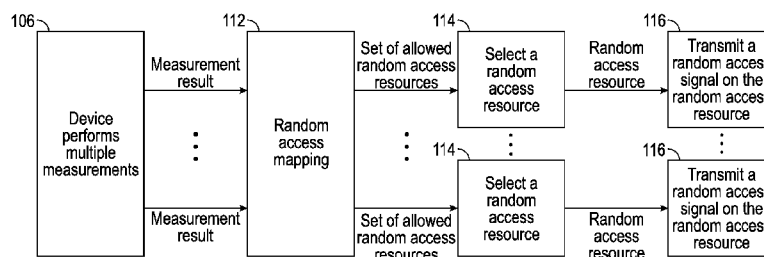 106
112
114
116
Device
performs
multiple
measurements
Measurement
result
Measurement
result
Random
access
mapping
Set of allowed
random access
resources
Set of allowed
random access
resources
Select a
random
access
resource
114
Select a
random
access
resource
Random
access
resource
Random
access
resource
Transmit a
random access
signal on the
random access
resource
116
Transmit a
random access
signal on the
random access
resource